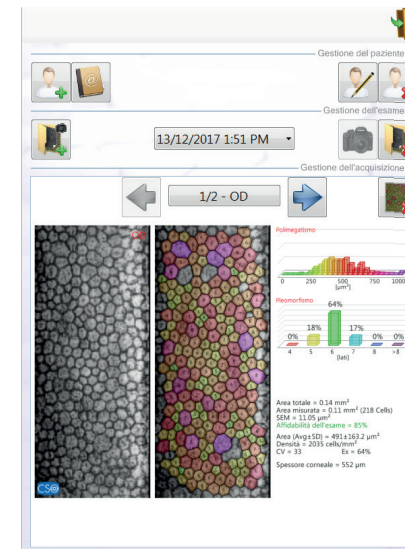 Gestione del paziente
Gestione dell'esame
13/12/2017 1:51 PM
Gestione dell'acquisizione
1/2 - OD
OD
Polimegatismo
0 250 500 750 1000
[µm²]
Pleomorfismo
64%
0% 18% 17% 0% 0%
4 5 6 7 8 >8
[lati]
Area totale = 0.14 mm²
Area misurata = 0.11 mm² (218 Cells)
SEM = 11.05 µm²
Affidabilità dell'esame = 85%
Area (Avg±SD) = 491±163.2 µm²
Densità = 2035 cells/mm²
CV = 33 Ex = 64%
Spessore corneale = 552 µm
CSO